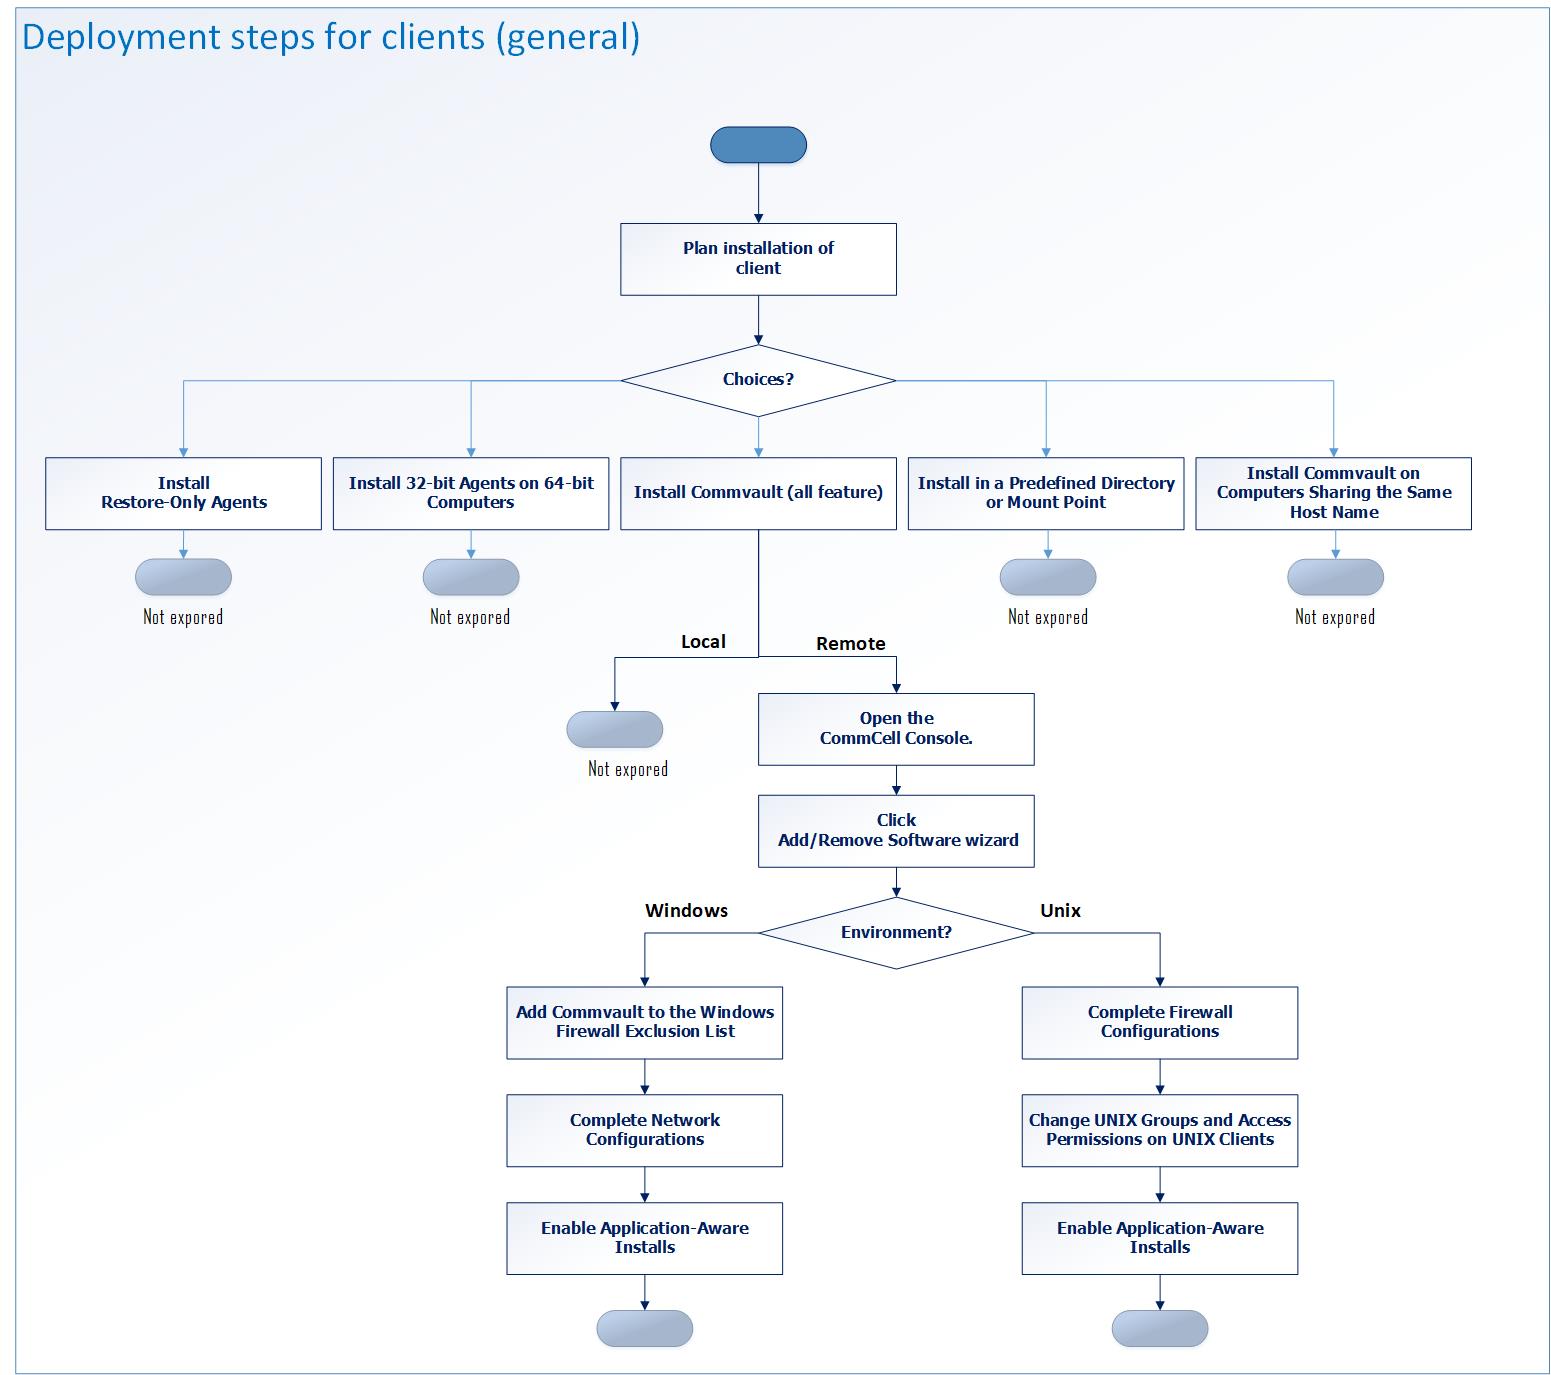 Deployment steps for clients (general)
Plan installation of
client
Choices?
Install
Restore-Only Agents
Install 32-bit Agents on 64-bit
Computers
Install Commvault (all feature)
Install in a Predefined Directory
or Mount Point
Install Commvault on
Computers Sharing the Same
Host Name
Not expored
Not expored
Not expored
Not expored
Local
Remote
Not expored
Open the
CommCell Console.
Click
Add/Remove Software wizard
Windows
Environment?
Unix
Add Commvault to the Windows
Firewall Exclusion List
Complete Firewall
Configurations
Complete Network
Configurations
Change UNIX Groups and Access
Permissions on UNIX Clients
Enable Application-Aware
Installs
Enable Application-Aware
Installs